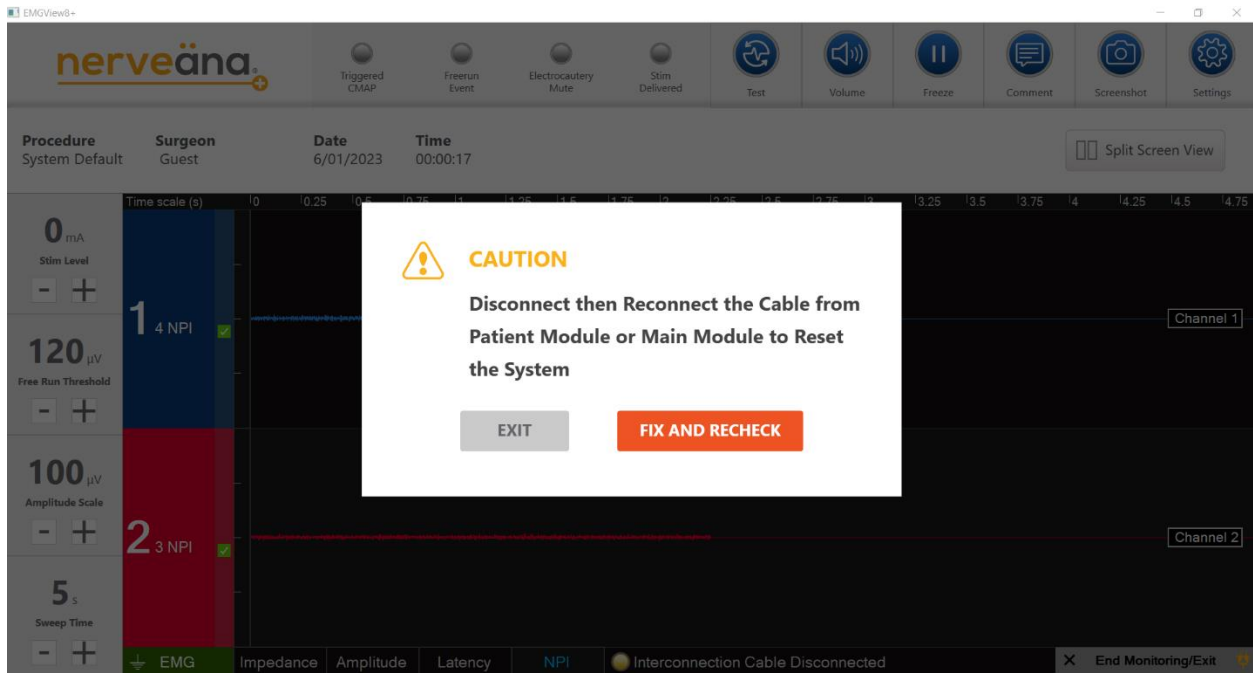 EMGView8+
nerveäna
Triggered
CMAP
Freerun
Event
Electrocautery
Mute
Stim
Delivered
Test
Volume
Freeze
Comment
Screenshot
Settings
Procedure Surgeon Date Time
System Default Guest 6/01/2023 00:00:17
Split Screen View
Time scale (s) 0 0.25 0.5 0.75 1 1.25 1.5 1.75 2 2.25 2.5 2.75 3 3.25 3.5 3.75 4 4.25 4.5 4.75
0 mA
Stim Level
- +
120 µV
Free Run Threshold
- +
100 µV
Amplitude Scale
- +
5 s
Sweep Time
- +
1 4 NPI
Channel 1
2 3 NPI
Channel 2
CAUTION
Disconnect then Reconnect the Cable from
Patient Module or Main Module to Reset
the System
EXIT
FIX AND RECHECK
EMG Impedance Amplitude Latency NPI Interconnection Cable Disconnected
End Monitoring/Exit